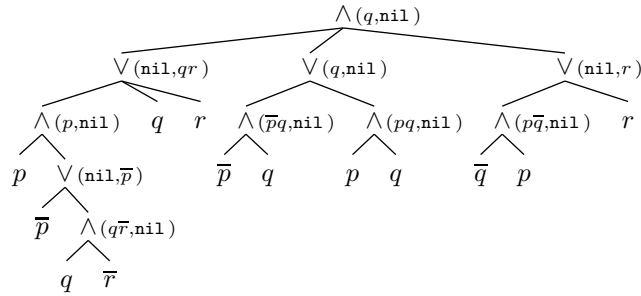 ∧ (q,nil)
∨ (nil,qr) ∨ (q,nil) ∨ (nil,r)
∧ (p,nil) q r ∧ (p̅q,nil) ∧ (pq,nil) ∧ (pq̅,nil) r
p ∨ (nil,p̅) p̅ q p q q̅ p
p̅ ∧ (qr̅,nil)
q r̅